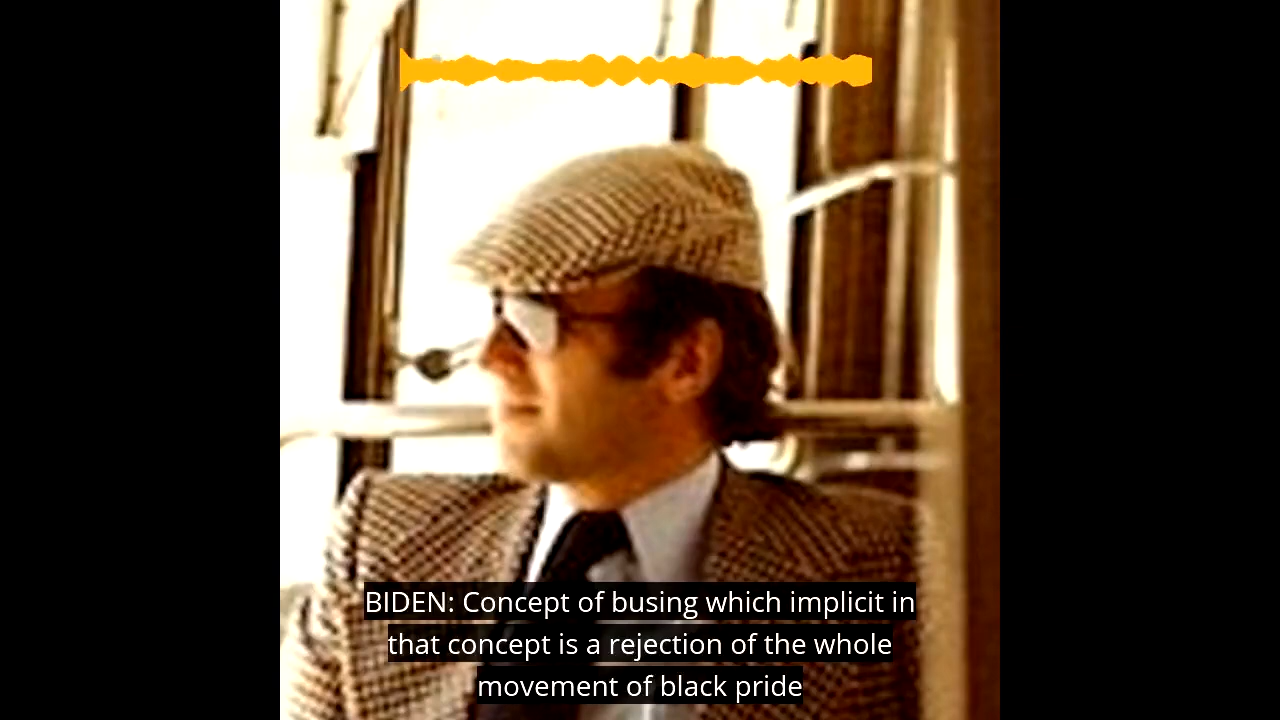 BIDEN: Concept of busing which implicit in
that concept is a rejection of the whole
movement of black pride